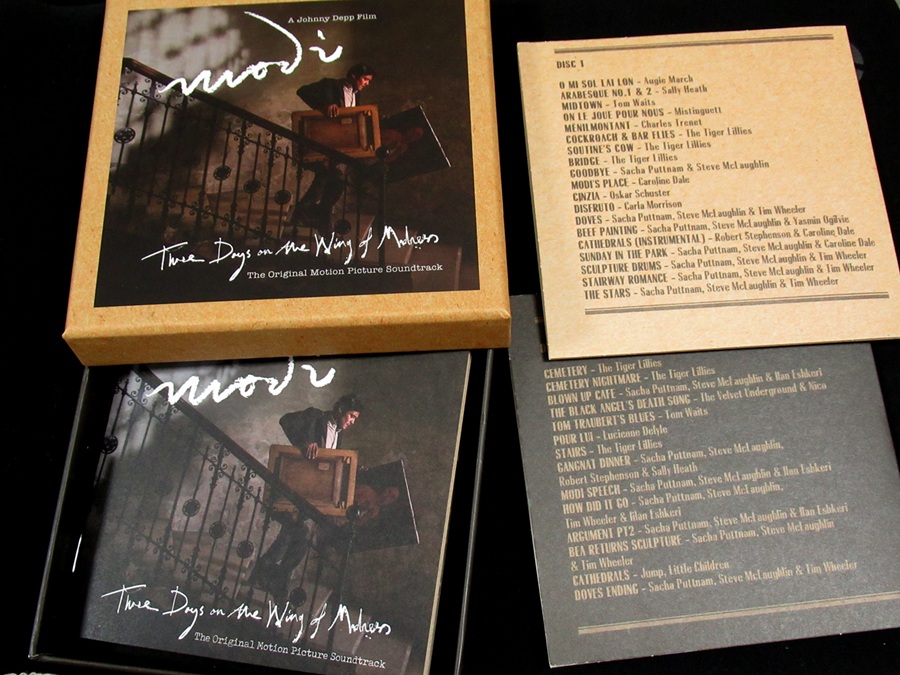 A Johnny Depp Film
modì
Three Days on the Wing of Madness
The Original Motion Picture Soundtrack
modì
Three Days on the Wing of Madness
The Original Motion Picture Soundtrack
DISC 1
O MI SOL LAI LON - Augie March
ARABESQUE NO.1 & 2 - Sally Heath
MIDTOWN - Tom Waits
ON LE JOUE POUR NOUS - Mistinguett
MENILMONTANT - Charles Trenet
COCKROACH & BAR FLIES - The Tiger Lillies
SOUTINE'S COW - The Tiger Lillies
BRIDGE - The Tiger Lillies
GOODBYE - Sacha Puttnam & Steve McLaughlin
MODI'S PLACE - Caroline Dale
CINZIA - Oskar Schuster
DISFRUTO - Carla Morrison
DOVES - Sacha Puttnam, Steve McLaughlin & Tim Wheeler
BEEF PAINTING - Sacha Puttnam, Steve McLaughlin & Yasmin Ogilvie
CATHEDRALS (INSTRUMENTAL) - Robert Stephenson & Caroline Dale
SUNDAY IN THE PARK - Sacha Puttnam, Steve McLaughlin & Caroline Dale
SCULPTURE DRUMS - Sacha Puttnam, Steve McLaughlin & Tim Wheeler
STAIRWAY ROMANCE - Sacha Puttnam, Steve McLaughlin & Tim Wheeler
THE STARS - Sacha Puttnam, Steve McLaughlin & Tim Wheeler
CEMETERY - The Tiger Lillies
CEMETERY NIGHTMARE - The Tiger Lillies
BLOWN UP CAFE - Sacha Puttnam, Steve McLaughlin & Ilan Eshkeri
THE BLACK ANGEL'S DEATH SONG - The Velvet Underground & Nico
TOM TRAUBERT'S BLUES - Tom Waits
POUR LUI - Lucienne Delyle
STAIRS - The Tiger Lillies
GANGNAT DINNER - Sacha Puttnam, Steve McLaughlin,
Robert Stephenson & Sally Heath
MODI SPEECH - Sacha Puttnam, Steve McLaughlin & Ilan Eshkeri
HOW DID IT GO - Sacha Puttnam, Steve McLaughlin,
Tim Wheeler & Ilan Eshkeri
ARGUMENT PT2 - Sacha Puttnam, Steve McLaughlin & Ilan Eshkeri
BEA RETURNS SCULPTURE - Sacha Puttnam, Steve McLaughlin
& Tim Wheeler
CATHEDRALS - Jump, Little Children
DOVES ENDING - Sacha Puttnam, Steve McLaughlin & Tim Wheeler